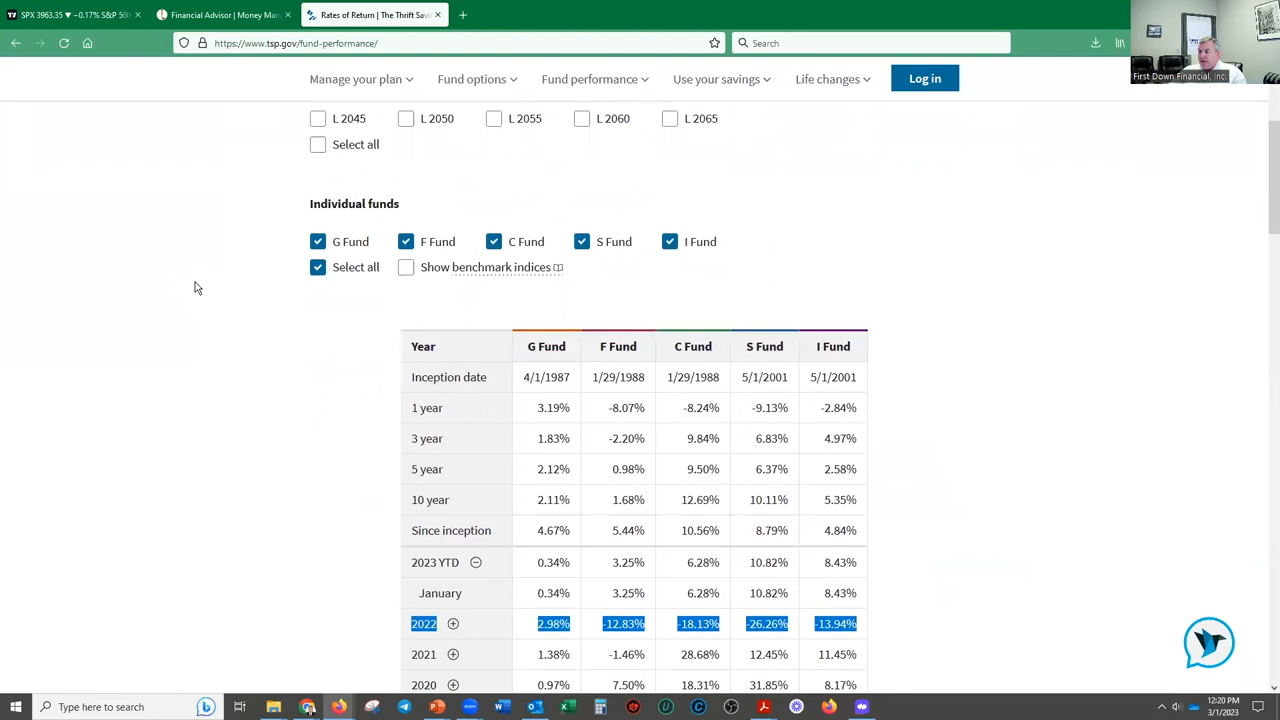 SPX 3963.35 ▼ −0.17% S&P 500
Financial Advisor | Money Man
Rates of Return | The Thrift Savi
https://www.tsp.gov/fund-performance/
Search
Manage your plan
Fund options
Fund performance
Use your savings
Life changes
Log in
First Down Financial, Inc.
L 2045 L 2050 L 2055 L 2060 L 2065
Select all
Individual funds
G Fund F Fund C Fund S Fund I Fund
Select all Show benchmark indices
Year G Fund F Fund C Fund S Fund I Fund
Inception date 4/1/1987 1/29/1988 1/29/1988 5/1/2001 5/1/2001
1 year 3.19% -8.07% -8.24% -9.13% -2.84%
3 year 1.83% -2.20% 9.84% 6.83% 4.97%
5 year 2.12% 0.98% 9.50% 6.37% 2.58%
10 year 2.11% 1.68% 12.69% 10.11% 5.35%
Since inception 4.67% 5.44% 10.56% 8.79% 4.84%
2023 YTD 0.34% 3.25% 6.28% 10.82% 8.43%
January 0.34% 3.25% 6.28% 10.82% 8.43%
2022 2.98% -12.83% -18.13% -26.26% -13.94%
2021 1.38% -1.46% 28.68% 12.45% 11.45%
2020 0.97% 7.50% 18.31% 31.85% 8.17%
Type here to search
12:20 PM
3/1/2023